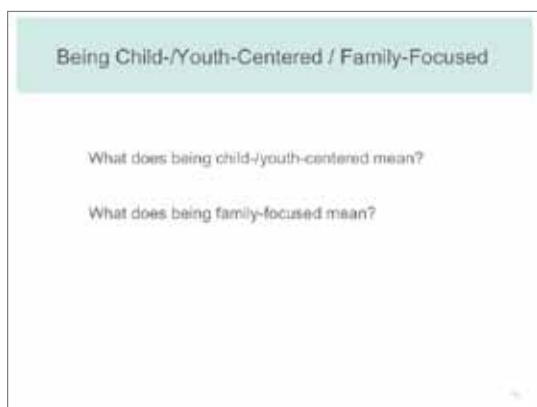 Being Child-/Youth-Centered / Family-Focused
What does being child-/youth-centered mean?
What does being family-focused mean?